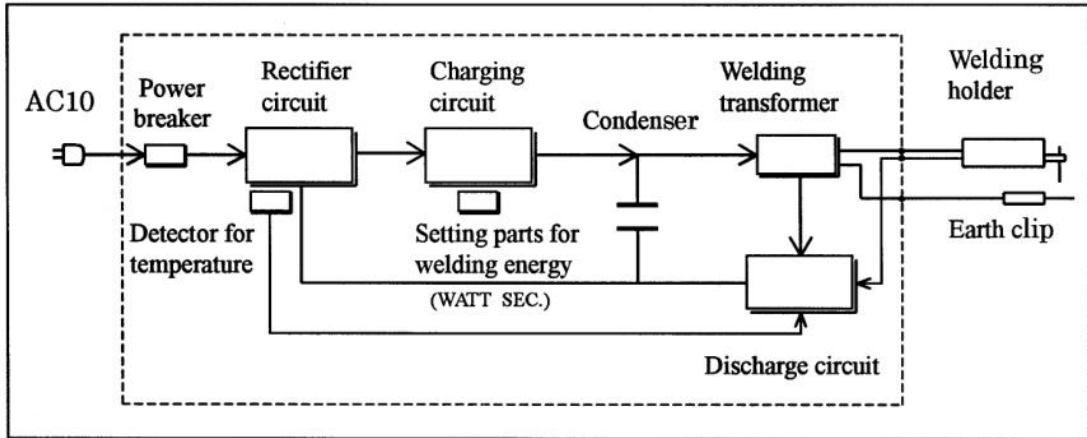 AC10
Power
breaker
Rectifier
circuit
Charging
circuit
Condenser
Welding
transformer
Welding
holder
Detector for
temperature
Setting parts for
welding energy
(WATT SEC.)
Earth clip
Discharge circuit